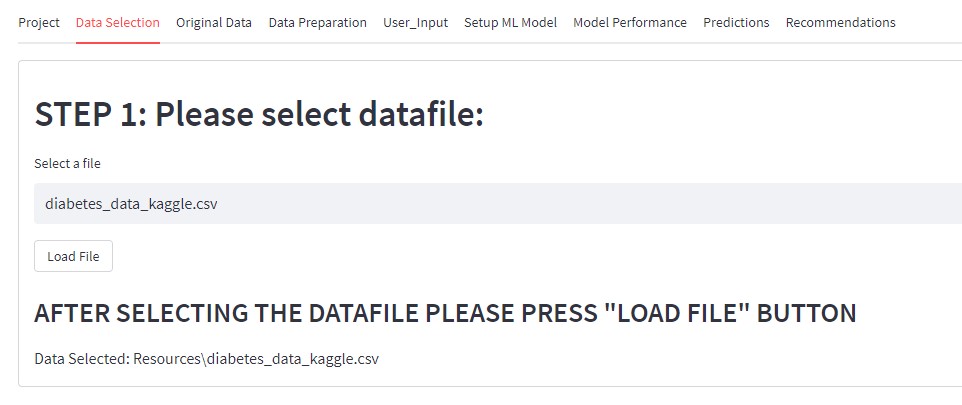 Project Data Selection Original Data Data Preparation User_Input Setup ML Model Model Performance Predictions Recommendations
STEP 1: Please select datafile:
Select a file
diabetes_data_kaggle.csv
Load File
AFTER SELECTING THE DATAFILE PLEASE PRESS "LOAD FILE" BUTTON
Data Selected: Resources\diabetes_data_kaggle.csv